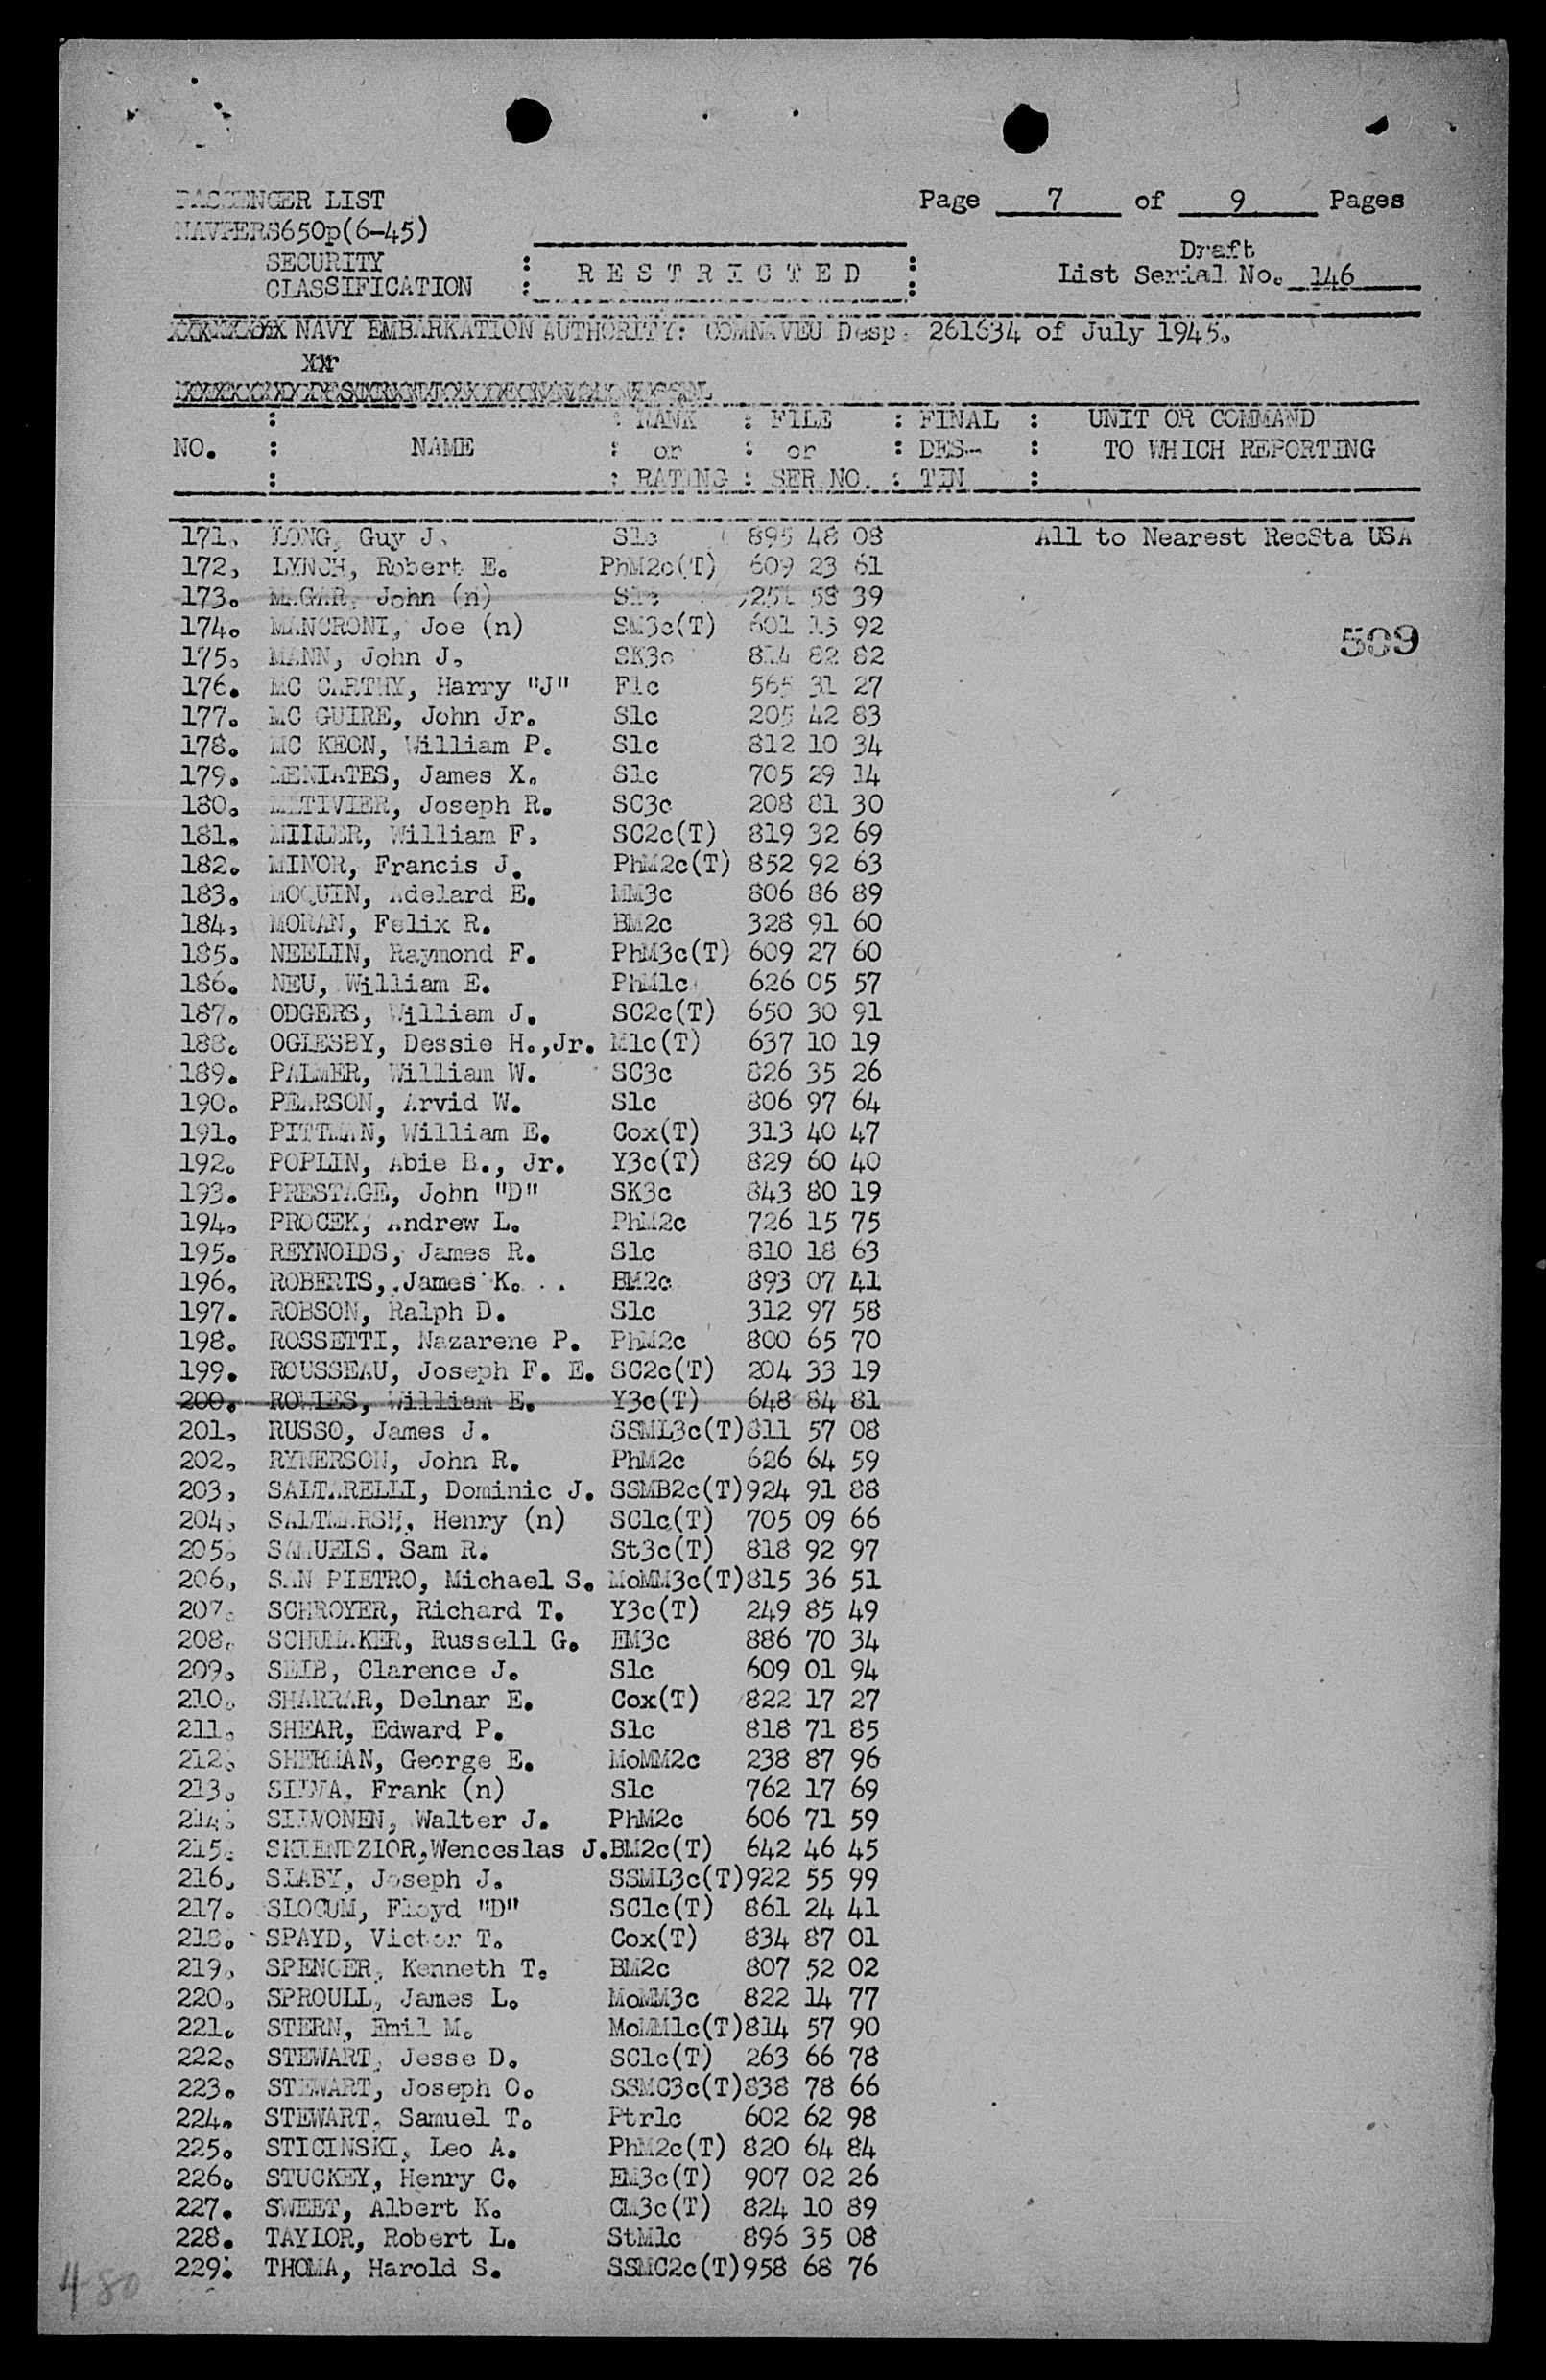 PASSENGER LIST
Page 7 of 9 Pages
NAVPERS650p(6-45)
Draft
SECURITY
CLASSIFICATION : R E S T R I C T E D :
List Serial No. 146
NAVY EMBARKATION AUTHORITY: COMNAVEU Desp. 261634 of July 1945.
: : RANK : FILE : FINAL : UNIT OR COMMAND
NO. : NAME : or : or : DES- : TO WHICH REPORTING
: : RATING : SER.NO. : TIN :
171. LONG, Guy J. S1c 895 48 08 All to Nearest RecSta USA
172. LYNCH, Robert E. PhM2c(T) 609 23 61
173. MAGAR, John (n) S1c 251 58 39
174. MANCRONI, Joe (n) SM3c(T) 601 15 92
509
175. MANN, John J. SK3c 814 82 82
176. MC CARTHY, Harry "J" F1c 565 31 27
177. MC GUIRE, John Jr. S1c 205 42 83
178. MC KEON, William P. S1c 812 10 34
179. MENIATES, James X. S1c 705 29 14
180. METIVIER, Joseph R. SC3c 208 81 30
181. MILLER, William F. SC2c(T) 819 32 69
182. MINOR, Francis J. PhM2c(T) 852 92 63
183. MOQUIN, Adelard E. MM3c 806 86 89
184. MORAN, Felix R. BM2c 328 91 60
185. NEELIN, Raymond F. PhM3c(T) 609 27 60
186. NEU, William E. PhM1c 626 05 57
187. ODGERS, William J. SC2c(T) 650 30 91
188. OGLESBY, Dessie H.,Jr. M1c(T) 637 10 19
189. PALMER, William W. SC3c 826 35 26
190. PEARSON, Arvid W. S1c 806 97 64
191. PITTMAN, William E. Cox(T) 313 40 47
192. POPLIN, Abie B., Jr. Y3c(T) 829 60 40
193. PRESTAGE, John "D" SK3c 843 80 19
194. PROCEK, Andrew L. PhM2c 726 15 75
195. REYNOLDS, James R. S1c 810 18 63
196. ROBERTS, James K. BM2c 893 07 41
197. ROBSON, Ralph D. S1c 312 97 58
198. ROSSETTI, Nazarene P. PhM2c 800 65 70
199. ROUSSEAU, Joseph F. E. SC2c(T) 204 33 19
200. ROWLES, William E. Y3c(T) 648 84 81
201. RUSSO, James J. SSML3c(T) 811 57 08
202. RYNERSON, John R. PhM2c 626 64 59
203. SALTARELLI, Dominic J. SSMB2c(T) 924 91 88
204. SALTMARSH, Henry (n) SC1c(T) 705 09 66
205. SAMUELS. Sam R. St3c(T) 818 92 97
206. SAN PIETRO, Michael S. MoMM3c(T) 815 36 51
207. SCHROYER, Richard T. Y3c(T) 249 85 49
208. SCHUMAKER, Russell G. EM3c 886 70 34
209. SEIB, Clarence J. S1c 609 01 94
210. SHARRAR, Delnar E. Cox(T) 822 17 27
211. SHEAR, Edward P. S1c 818 71 85
212. SHERMAN, George E. MoMM2c 238 87 96
213. SILVA, Frank (n) S1c 762 17 69
214. SILVONEN, Walter J. PhM2c 606 71 59
215. SKLENDZIOR,Wenceslas J. BM2c(T) 642 46 45
216. SLABY, Joseph J. SSML3c(T) 922 55 99
217. SLOCUM, Floyd "D" SC1c(T) 861 24 41
218. SPAYD, Victor T. Cox(T) 834 87 01
219. SPENCER, Kenneth T. BM2c 807 52 02
220. SPROULL, James L. MoMM3c 822 14 77
221. STERN, Emil M. MoMM1c(T) 814 57 90
222. STEWART, Jesse D. SC1c(T) 263 66 78
223. STEWART, Joseph O. SSMC3c(T) 838 78 66
224. STEWART, Samuel T. Ptr1c 602 62 98
225. STICINSKI, Leo A. PhM2c(T) 820 64 84
226. STUCKEY, Henry C. EM3c(T) 907 02 26
227. SWEET, Albert K. CM3c(T) 824 10 89
228. TAYLOR, Robert L. StM1c 896 35 08
229. THOMA, Harold S. SSMC2c(T) 958 68 76
480